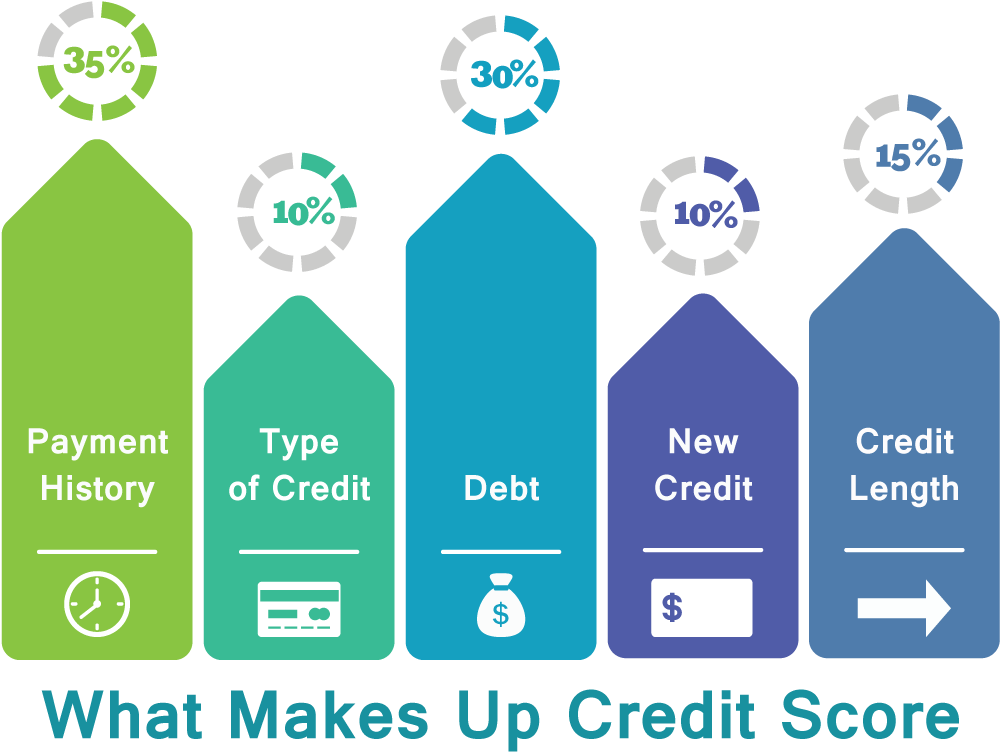 35%
10%
30%
10%
15%
Payment
History
Type
of Credit
Debt
New
Credit
Credit
Length
$
$
What Makes Up Credit Score